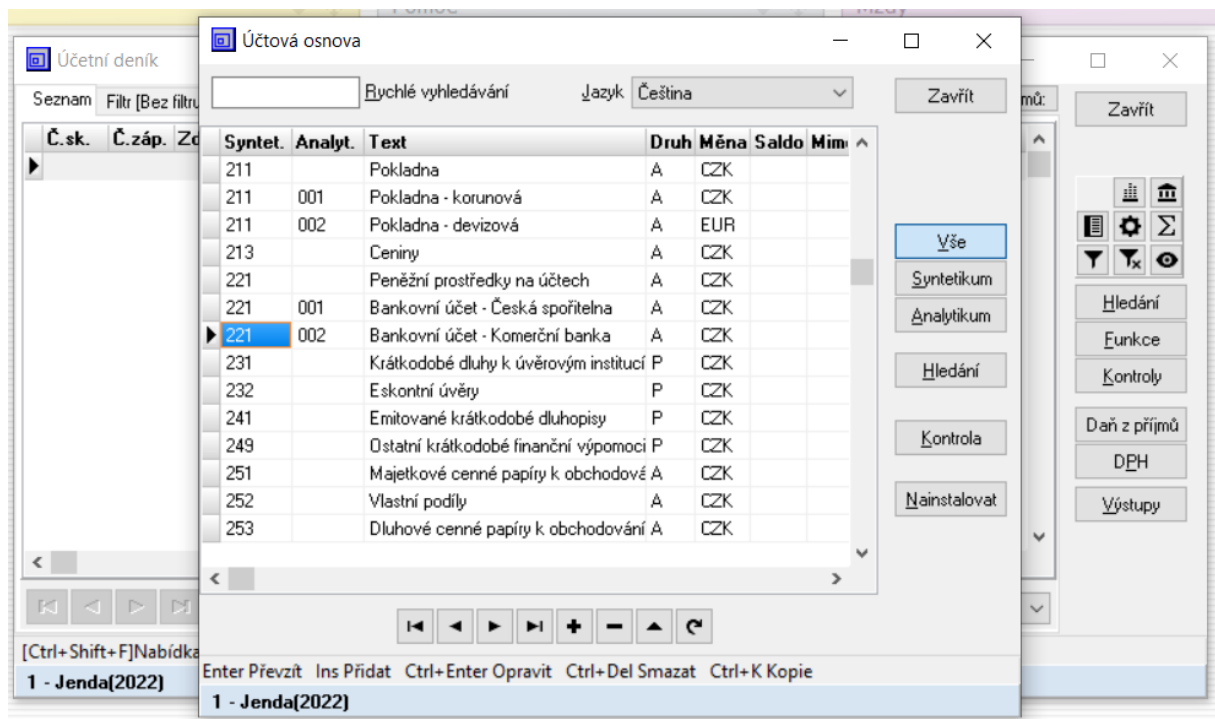 Pomoc
Mzdy
Účetní deník
Seznam Filtr [Bez filtru
Č.sk. Č.záp.
Účtová osnova
Rychlé vyhledávání Jazyk Čeština
Zavřít
Syntet. Analyt. Text Druh Měna Saldo
211 Pokladna A CZK
211 001 Pokladna - korunová A CZK
211 002 Pokladna - devizová A EUR
213 Ceniny A CZK
221 Peněžní prostředky na účtech A CZK
221 001 Bankovní účet - Česká spořitelna A CZK
221 002 Bankovní účet - Komerční banka A CZK
231 Krátkodobé dluhy k úvěrovým institucí P CZK
232 Eskontní úvěry P CZK
241 Emitované krátkodobé dluhopisy P CZK
249 Ostatní krátkodobé finanční výpomoci P CZK
251 Majetkové cenné papíry k obchodová A CZK
252 Vlastní podíly A CZK
253 Dluhové cenné papíry k obchodování A CZK
Vše
Syntetikum
Analytikum
Hledání
Kontrola
Nainstalovat
Enter Převzít Ins Přidat Ctrl+Enter Opravit Ctrl+Del Smazat Ctrl+K Kopie
1 - Jenda(2022)
mů:
Zavřít
Hledání
Funkce
Kontroly
Daň z příjmů
DPH
Výstupy
[Ctrl+Shift+F]Nabídka
1 - Jenda(2022)